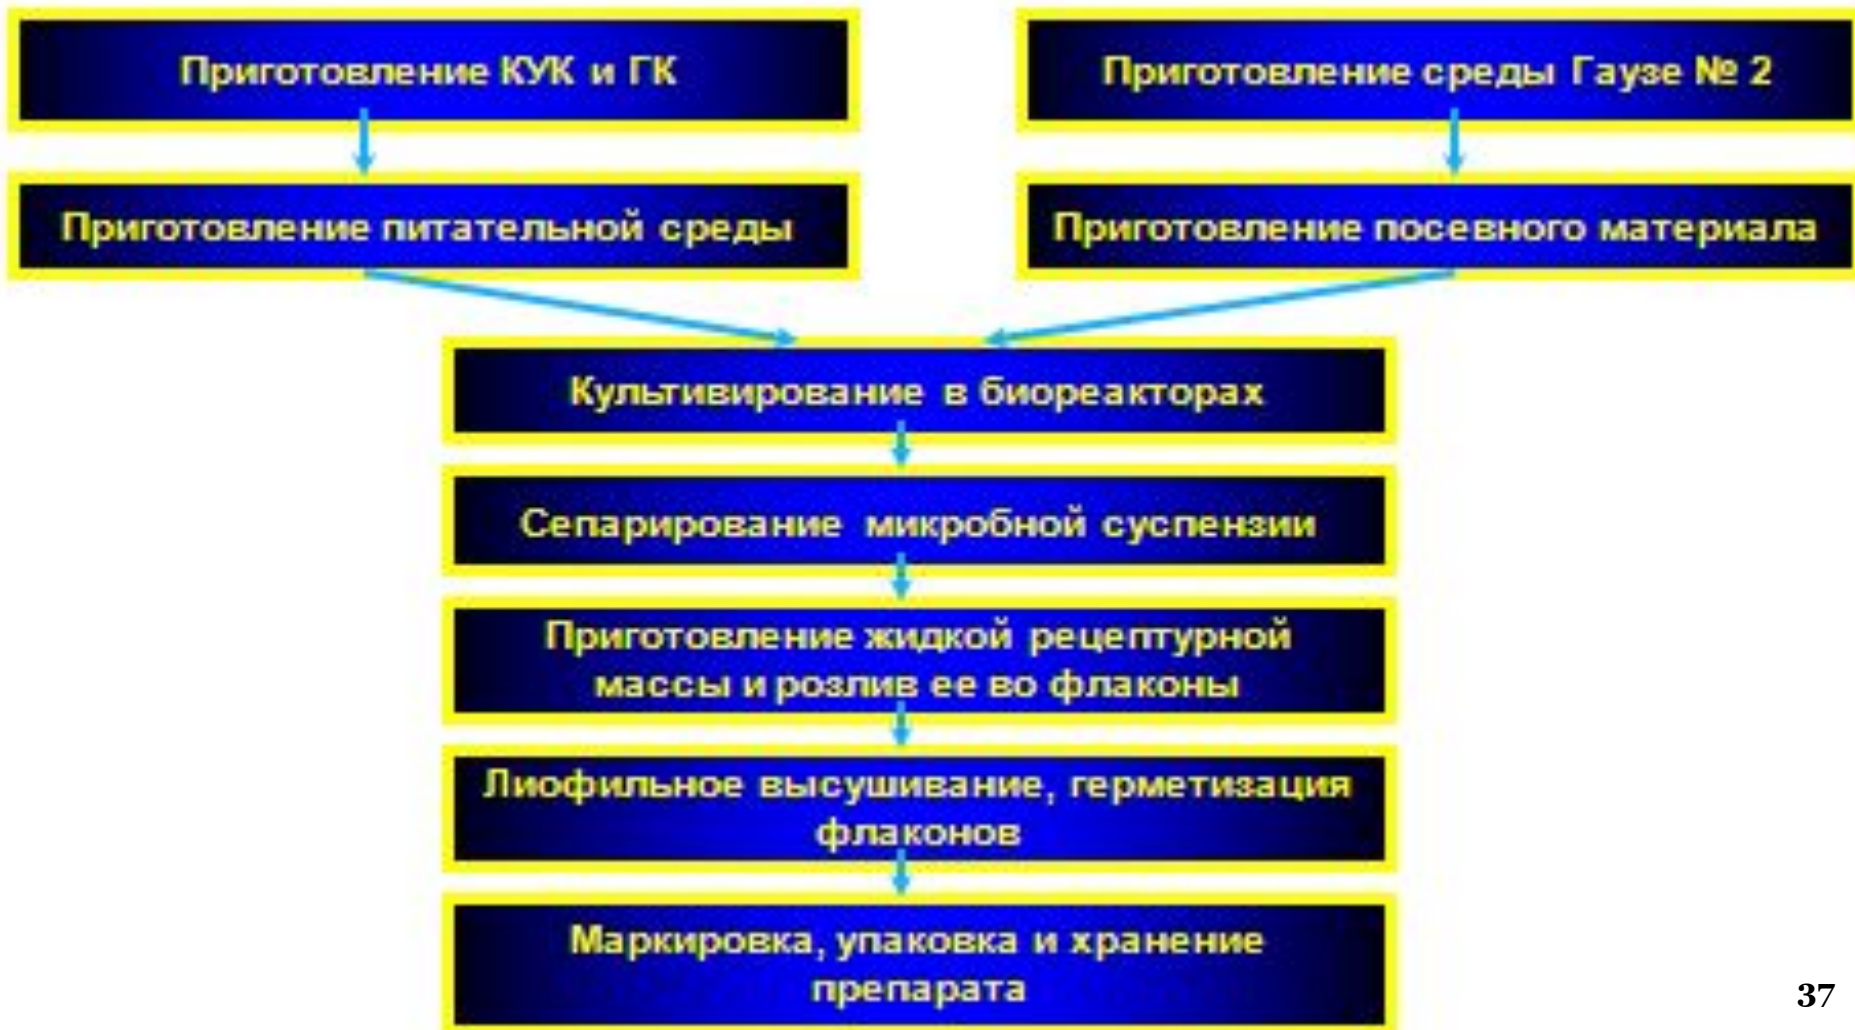 Приготовление КУК и ГК
Приготовление среды Гаузе № 2
Приготовление питательной среды
Приготовление посевного материала
Культивирование в биореакторах
Сепарирование микробной суспензии
Приготовление жидкой рецептурной
массы и розлив ее во флаконы
Лиофильное высушивание, герметизация
флаконов
Маркировка, упаковка и хранение
препарата
37